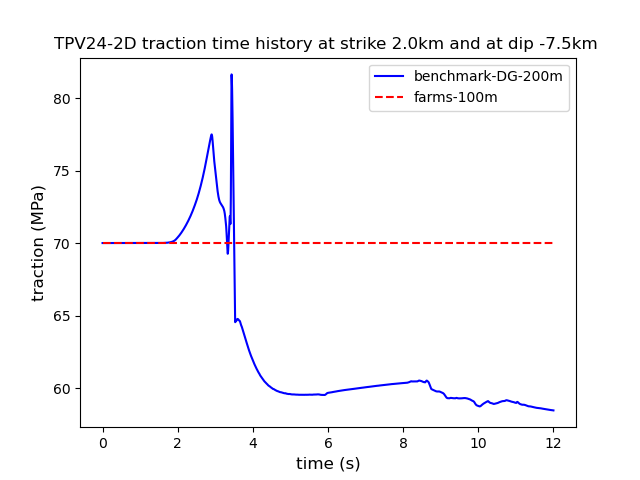 TPV24-2D traction time history at strike 2.0km and at dip -7.5km
benchmark-DG-200m
farms-100m
80
75
70
65
60
traction (MPa)
0 2 4 6 8 10 12
time (s)